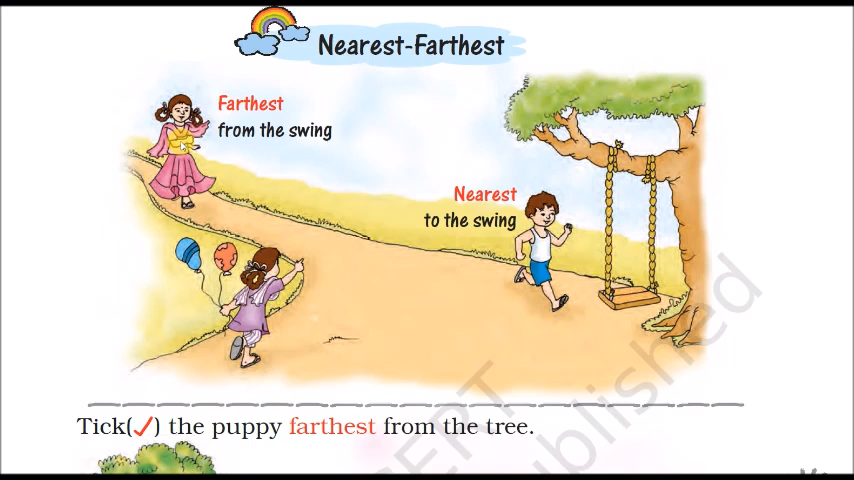 Nearest-Farthest
Farthest
from the swing
Nearest
to the swing
Tick(✓) the puppy farthest from the tree.